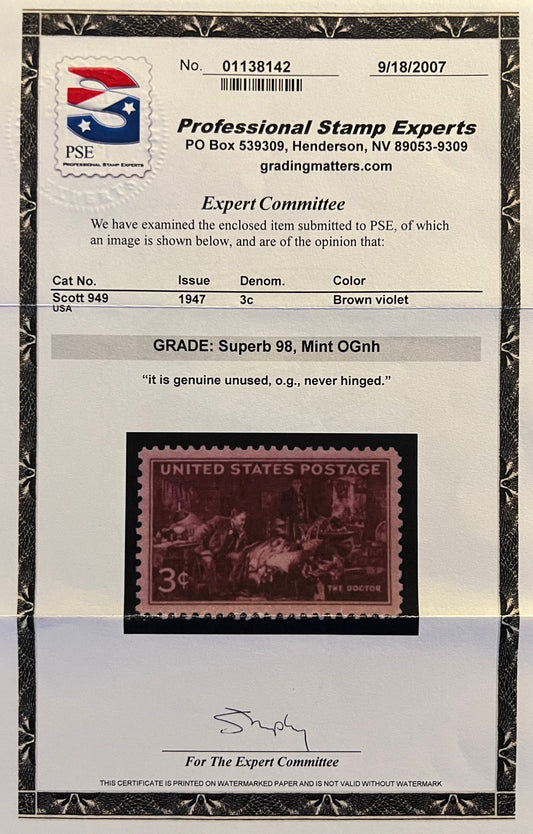 No. 01138142 9/18/2007
PSE
PROFESSIONAL STAMP EXPERTS
Professional Stamp Experts
PO Box 539309, Henderson, NV 89053-9309
gradingmatters.com
Expert Committee
We have examined the enclosed item submitted to PSE, of which
an image is shown below, and are of the opinion that:
Cat No. Issue Denom. Color
Scott 949 1947 3c Brown violet
USA
GRADE: Superb 98, Mint OGnh
“it is genuine unused, o.g., never hinged.”
UNITED STATES POSTAGE
3¢
THE DOCTOR
For The Expert Committee
THIS CERTIFICATE IS PRINTED ON WATERMARKED PAPER AND IS NOT VALID WITHOUT WATERMARK